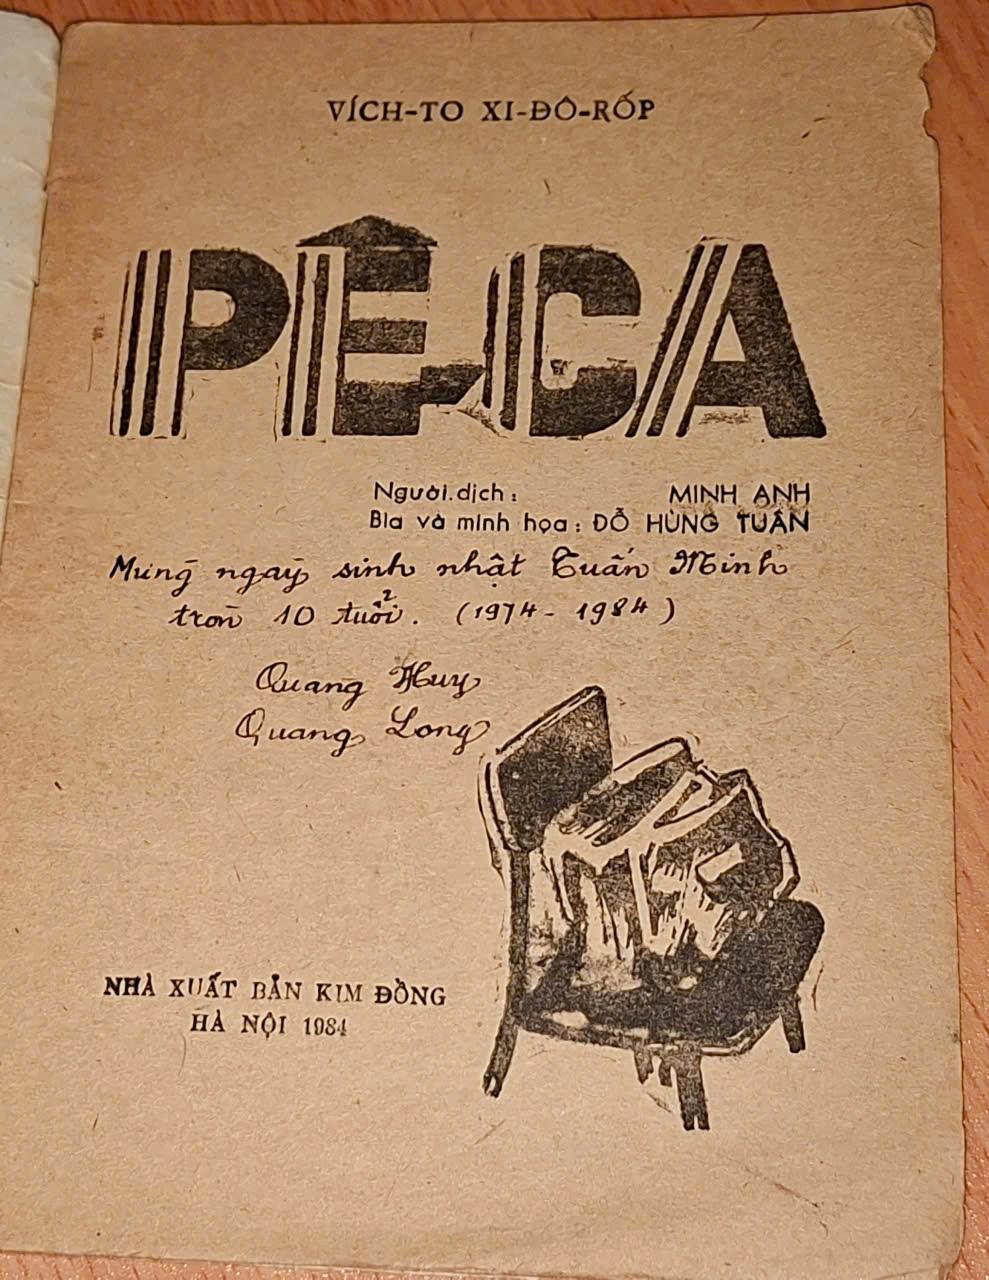 VÍCH-TO XI-ĐÔ-RỐP
PÊ-CA
Người dịch: MINH ANH
Bìa và minh họa: ĐỖ HÙNG TUẤN
Mừng ngày sinh nhật Tuấn Minh
tròn 10 tuổi. (1974 - 1984)
Quang Huy
Quang Long
NHÀ XUẤT BẢN KIM ĐỒNG
HÀ NỘI 1984